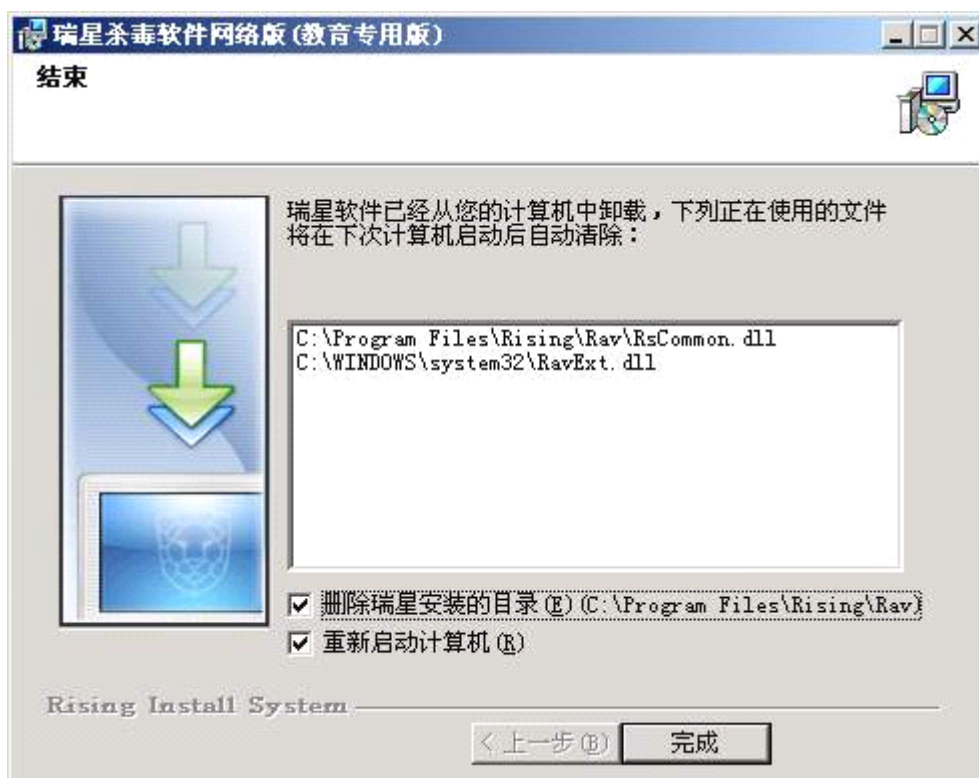 瑞星杀毒软件网络版(教育专用版)
结束
瑞星软件已经从您的计算机中卸载，下列正在使用的文件
将在下次计算机启动后自动清除：
C:\Program Files\Rising\Rav\RsCommon.dll
C:\WINDOWS\system32\RavExt.dll
删除瑞星安装的目录(E)(C:\Program Files\Rising\Rav)
重新启动计算机(R)
Rising Install System
< 上一步(B)
完成